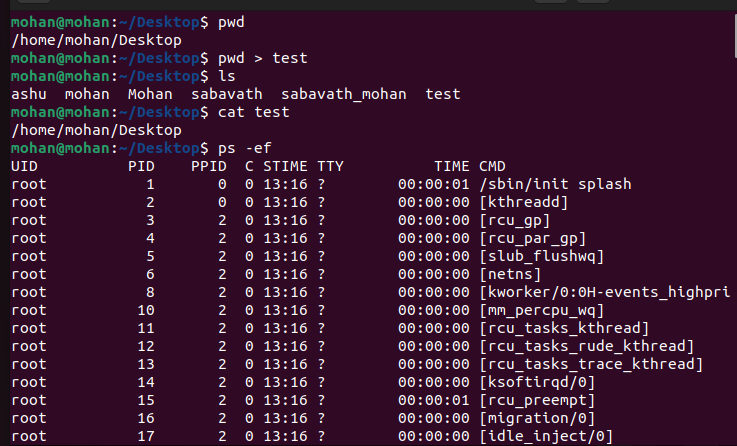 mohan@mohan:~/Desktop$ pwd
/home/mohan/Desktop
mohan@mohan:~/Desktop$ pwd > test
mohan@mohan:~/Desktop$ ls
ashu  mohan  Mohan  sabavath  sabavath_mohan  test
mohan@mohan:~/Desktop$ cat test
/home/mohan/Desktop
mohan@mohan:~/Desktop$ ps -ef
UID          PID    PPID  C STIME TTY          TIME CMD
root           1       0  0 13:16 ?        00:00:01 /sbin/init splash
root           2       0  0 13:16 ?        00:00:00 [kthreadd]
root           3       2  0 13:16 ?        00:00:00 [rcu_gp]
root           4       2  0 13:16 ?        00:00:00 [rcu_par_gp]
root           5       2  0 13:16 ?        00:00:00 [slub_flushwq]
root           6       2  0 13:16 ?        00:00:00 [netns]
root           8       2  0 13:16 ?        00:00:00 [kworker/0:0H-events_highpri
root          10       2  0 13:16 ?        00:00:00 [mm_percpu_wq]
root          11       2  0 13:16 ?        00:00:00 [rcu_tasks_kthread]
root          12       2  0 13:16 ?        00:00:00 [rcu_tasks_rude_kthread]
root          13       2  0 13:16 ?        00:00:00 [rcu_tasks_trace_kthread]
root          14       2  0 13:16 ?        00:00:00 [ksoftirqd/0]
root          15       2  0 13:16 ?        00:00:01 [rcu_preempt]
root          16       2  0 13:16 ?        00:00:00 [migration/0]
root          17       2  0 13:16 ?        00:00:00 [idle_inject/0]